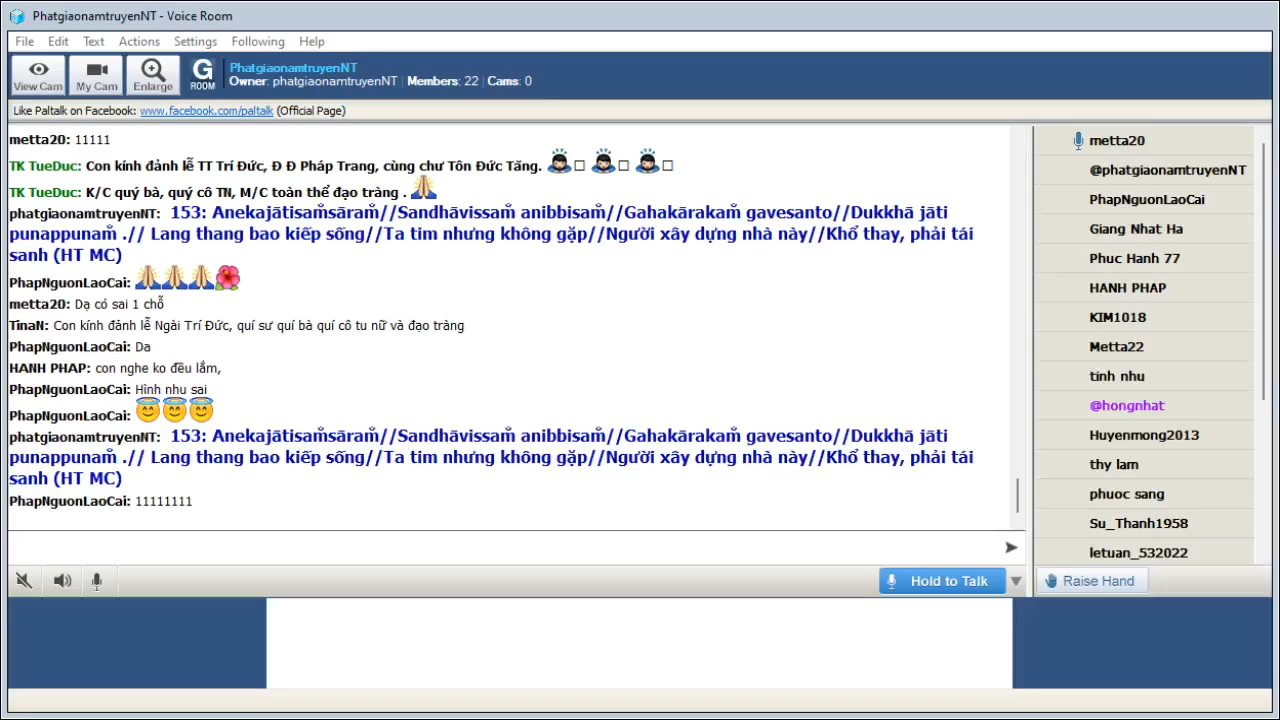 PhatgiaonamtruyenNT - Voice Room
File Edit Text Actions Settings Following Help
View Cam My Cam Enlarge G ROOM
PhatgiaonamtruyenNT
Owner: phatgiaonamtruyenNT | Members: 22 | Cams: 0
Like Paltalk on Facebook: www.facebook.com/paltalk (Official Page)
metta20: 11111
TK TueDuc: Con kính đảnh lễ TT Trí Đức, Đ Đ Pháp Trang, cùng chư Tôn Đức Tăng.
TK TueDuc: K/C quý bà, quý cô TN, M/C toàn thể đạo tràng .
phatgiaonamtruyenNT: 153: Anekajātisaṁsāraṁ//Sandhāvissaṁ anibbisaṁ//Gahakārakaṁ gavesanto//Dukkhā jāti
punappunaṁ .// Lang thang bao kiếp sống//Ta tìm nhưng không gặp//Người xây dựng nhà này//Khổ thay, phải tái
sanh (HT MC)
PhapNguonLaoCai:
metta20: Dạ có sai 1 chỗ
TinaN: Con kính đảnh lễ Ngài Trí Đức, quí sư quí bà quí cô tu nữ và đạo tràng
PhapNguonLaoCai: Da
HANH PHAP: con nghe ko đều lắm,
PhapNguonLaoCai: Hình nhu sai
PhapNguonLaoCai:
phatgiaonamtruyenNT: 153: Anekajātisaṁsāraṁ//Sandhāvissaṁ anibbisaṁ//Gahakārakaṁ gavesanto//Dukkhā jāti
punappunaṁ .// Lang thang bao kiếp sống//Ta tìm nhưng không gặp//Người xây dựng nhà này//Khổ thay, phải tái
sanh (HT MC)
PhapNguonLaoCai: 11111111
Hold to Talk
metta20
@phatgiaonamtruyenNT
PhapNguonLaoCai
Giang Nhat Ha
Phuc Hanh 77
HANH PHAP
KIM1018
Metta22
tinh nhu
@hongnhat
Huyenmong2013
thy lam
phuoc sang
Su_Thanh1958
letuan_532022
Raise Hand